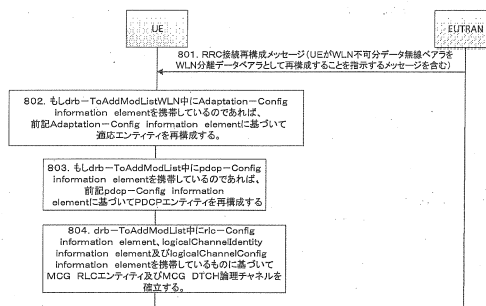 UE
EUTRAN
801. RRC接続再構成メッセージ（UEがWLN不可分データ無線ベアラを
WLN分離データベアラとして再構成することを指示するメッセージを含む）
802. もしdrb－ToAddModListWLN中にAdaptation－Config
information elementを携帯しているのであれば、
前記Adaptation－Config information elementに基づいて
適応エンティティを再構成する。
803. もしdrb－ToAddModList中にpdcp－Config
information elementを携帯しているのであれば、
前記pdcp－Config information
elementに基づいてPDCPエンティティを再構成する
804. drb－ToAddModList中にrlc－Config
information element、logicalChannelIdentity
information element及びlogicalChannelConfig
information elementを携帯しているものに基づいて
MCG RLCエンティティ及びMCG DTCH論理チャネルを
確立する。